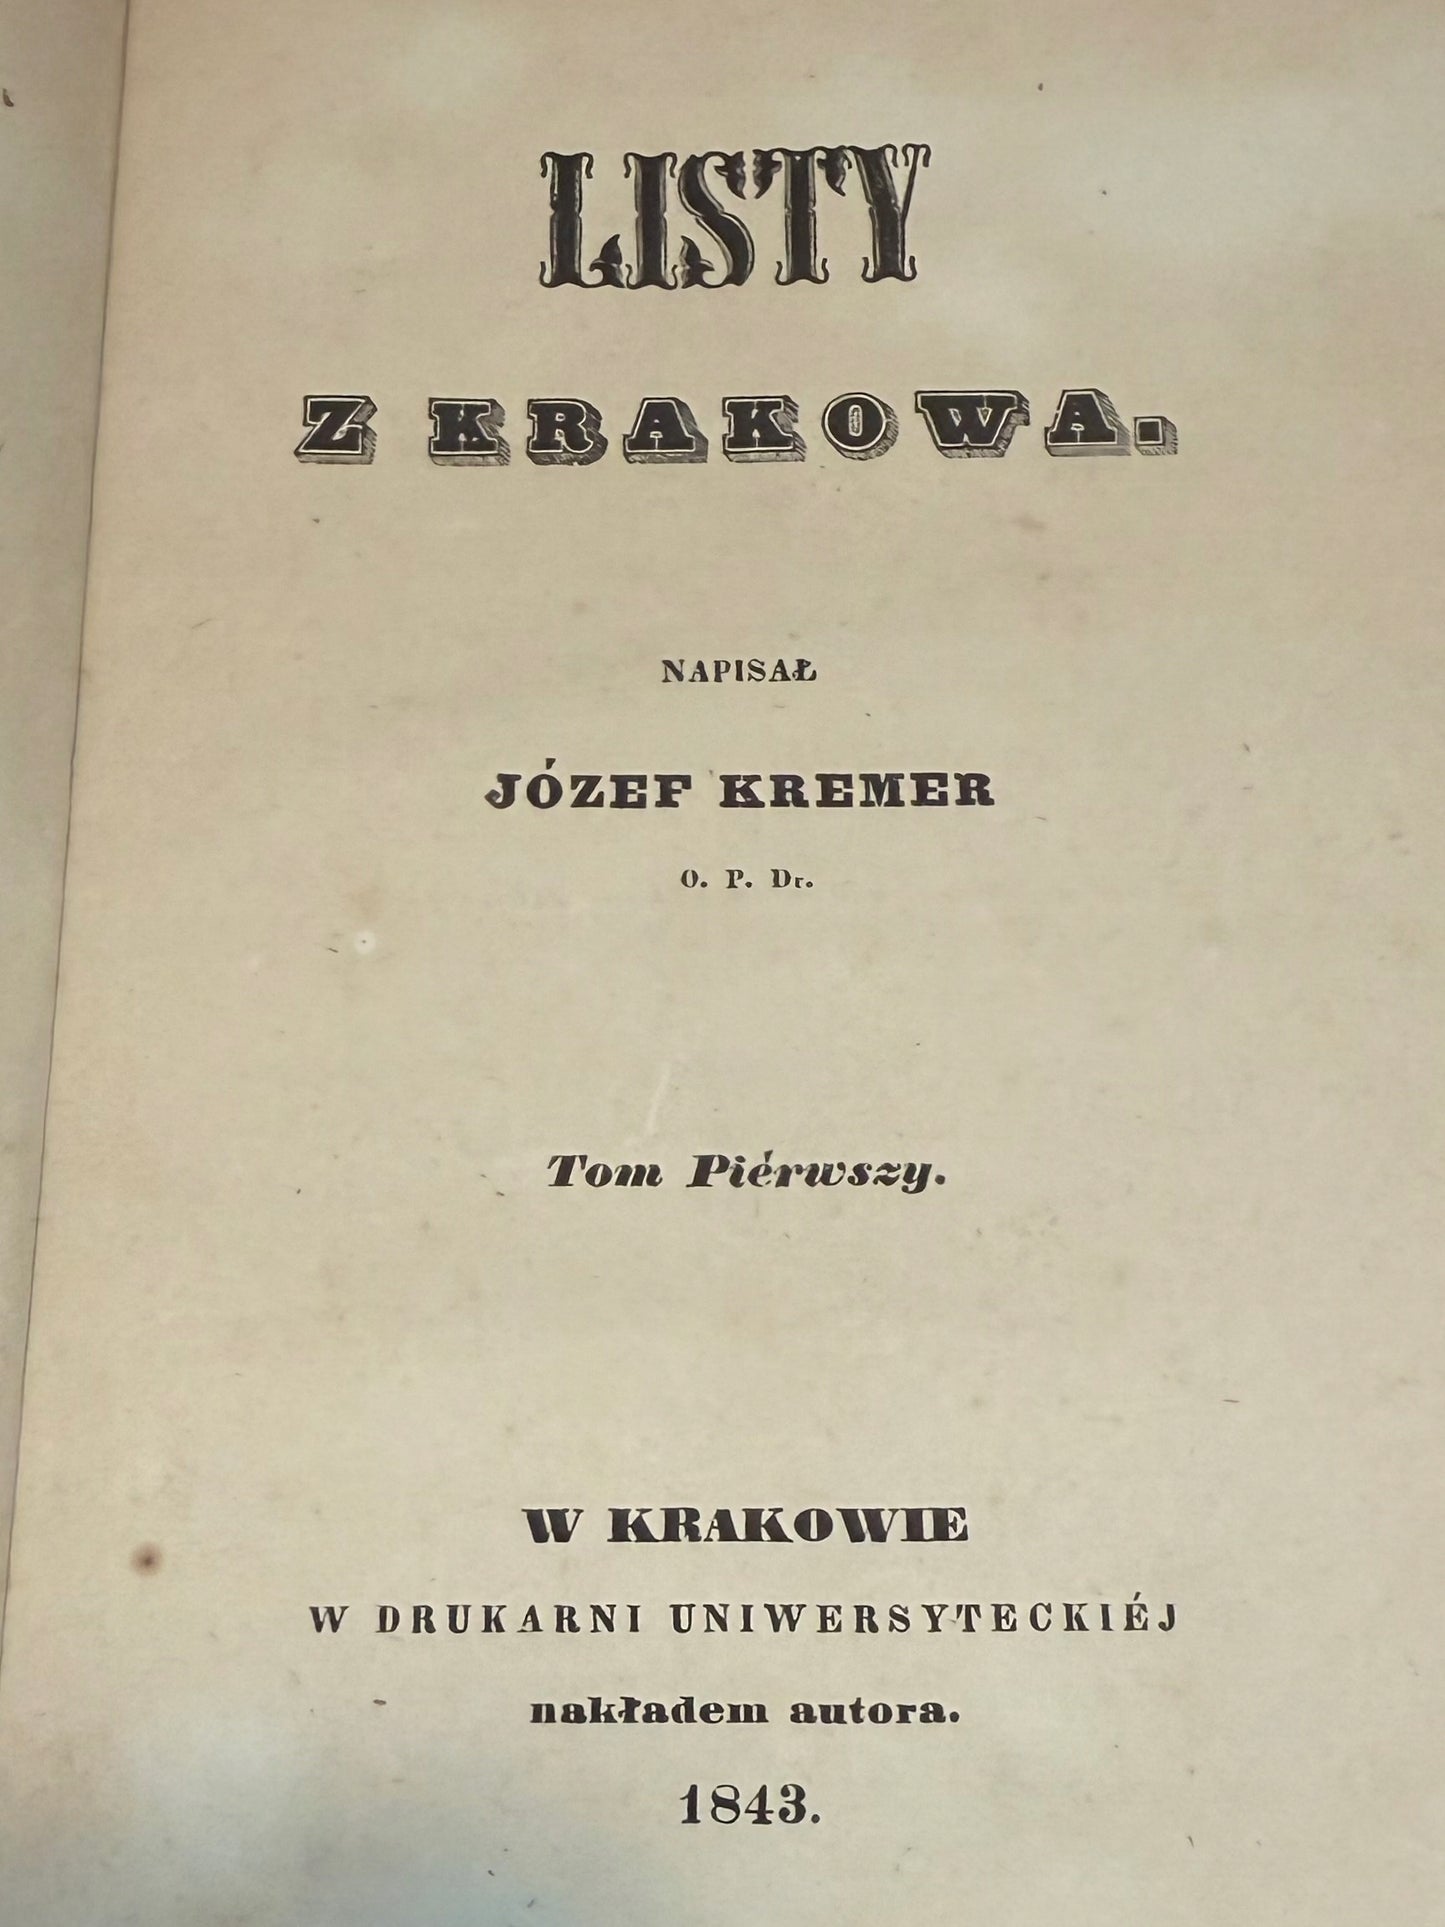 LISTY
Z KRAKOWA.
NAPISAŁ
JÓZEF KREMER
O. P. Dr.
Tom Piérwszy.
W KRAKOWIE
W DRUKARNI UNIWERSYTECKIÉJ
nakładem autora.
1843.